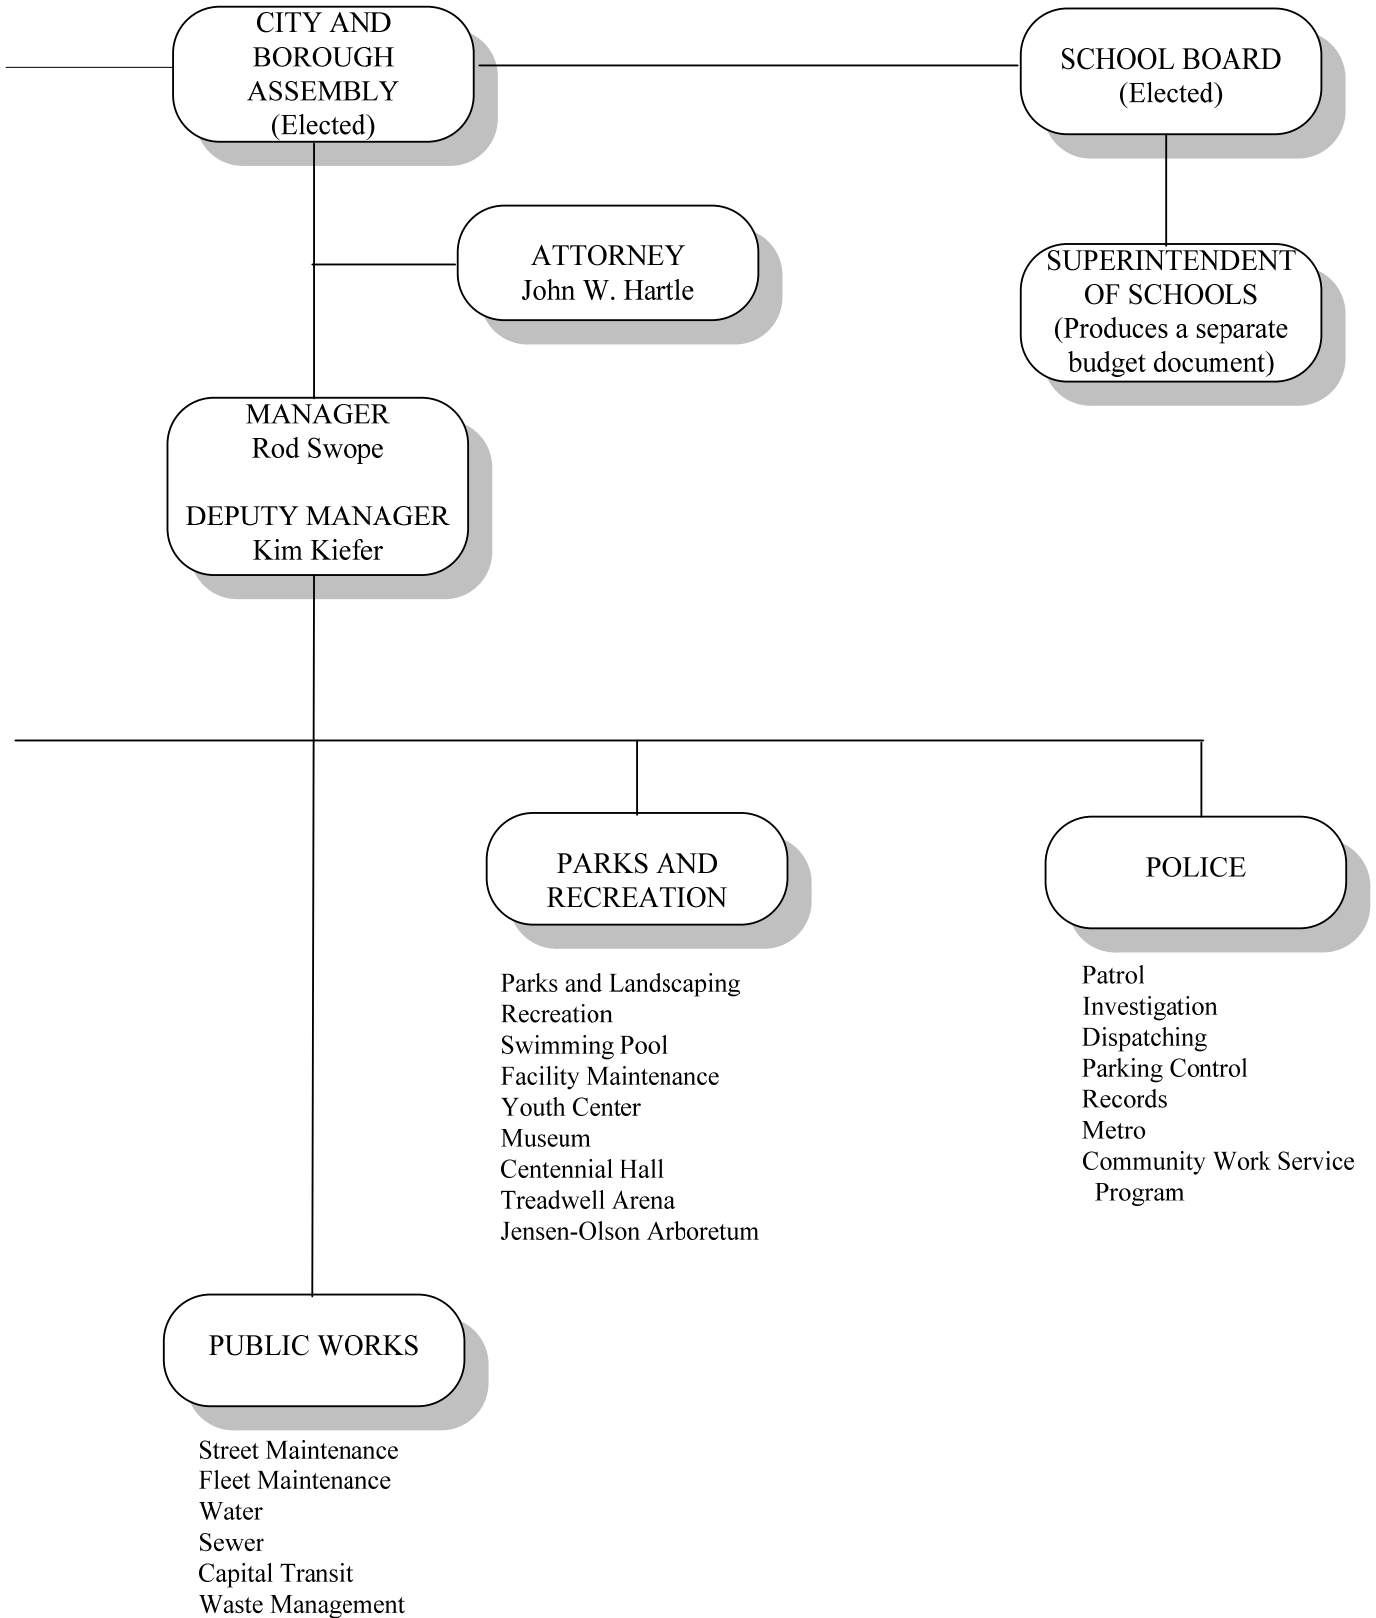 CITY AND
BOROUGH
ASSEMBLY
(Elected)
SCHOOL BOARD
(Elected)
ATTORNEY
John W. Hartle
SUPERINTENDENT
OF SCHOOLS
(Produces a separate
budget document)
MANAGER
Rod Swope
DEPUTY MANAGER
Kim Kiefer
PARKS AND
RECREATION
Parks and Landscaping
Recreation
Swimming Pool
Facility Maintenance
Youth Center
Museum
Centennial Hall
Treadwell Arena
Jensen-Olson Arboretum
POLICE
Patrol
Investigation
Dispatching
Parking Control
Records
Metro
Community Work Service
Program
PUBLIC WORKS
Street Maintenance
Fleet Maintenance
Water
Sewer
Capital Transit
Waste Management